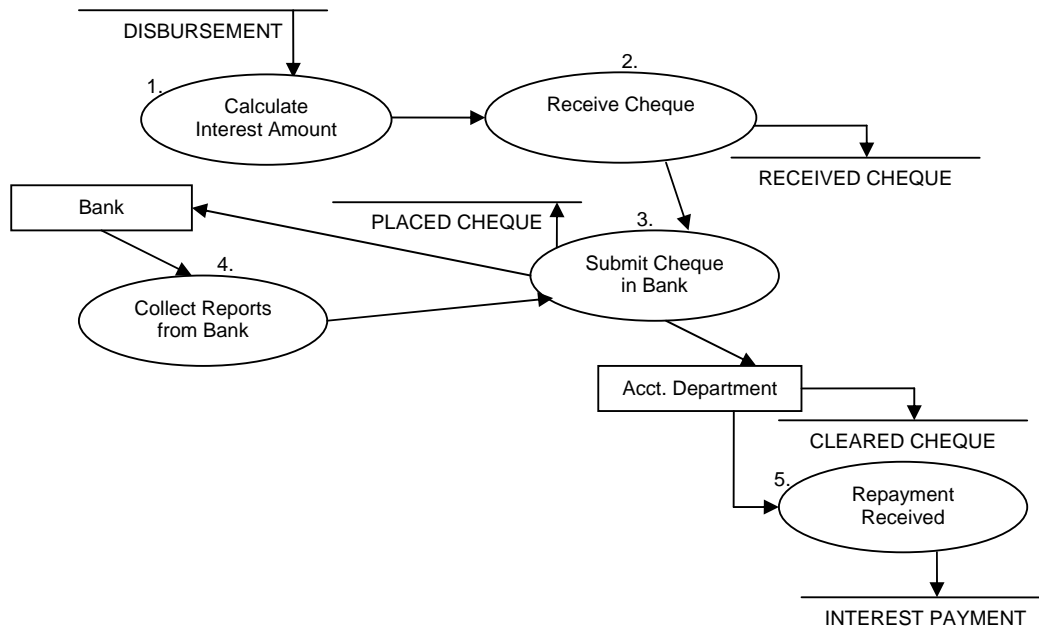 DISBURSEMENT
1.
Calculate
Interest Amount
2.
Receive Cheque
RECEIVED CHEQUE
Bank
PLACED CHEQUE
3.
Submit Cheque
in Bank
4.
Collect Reports
from Bank
Acct. Department
CLEARED CHEQUE
5.
Repayment
Received
INTEREST PAYMENT